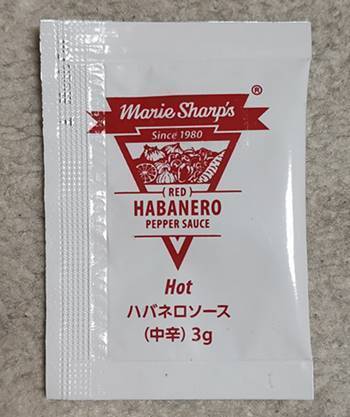 Marie Sharp's
®
Since 1980
(RED)
HABANERO
PEPPER SAUCE
Hot
ハバネロソース
(中辛) 3g